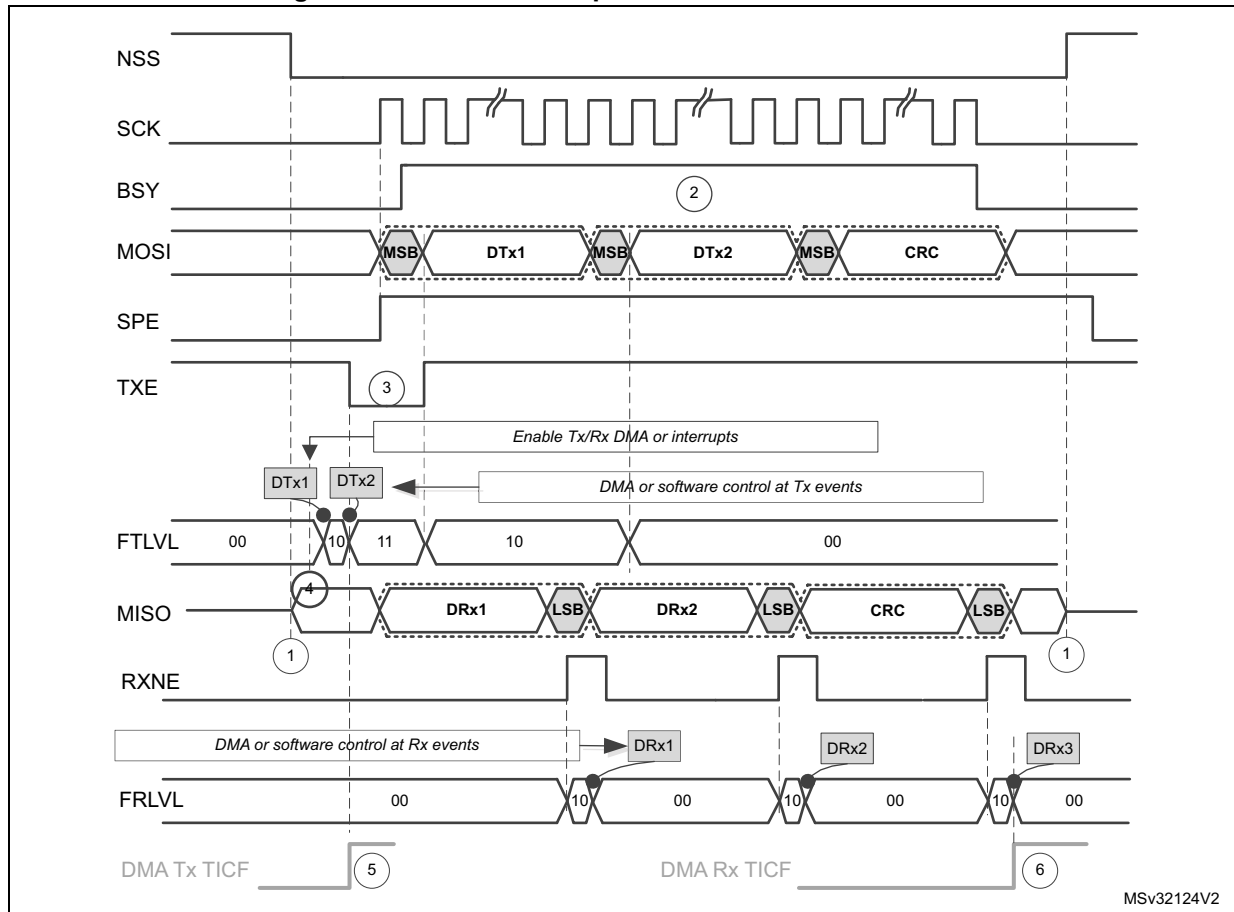 NSS
SCK
BSY
2
MOSI
MSB DTx1 MSB DTx2 MSB CRC
SPE
TXE
3
Enable Tx/Rx DMA or interrupts
DTx1 DTx2 DMA or software control at Tx events
FTLVL 00 10 11 10 00
4
MISO DRx1 LSB DRx2 LSB CRC LSB
1 1
RXNE
DMA or software control at Rx events DRx1 DRx2 DRx3
FRLVL 00 10 00 10 00 10 00
DMA Tx TICF 5 DMA Rx TICF 6
MSv32124V2